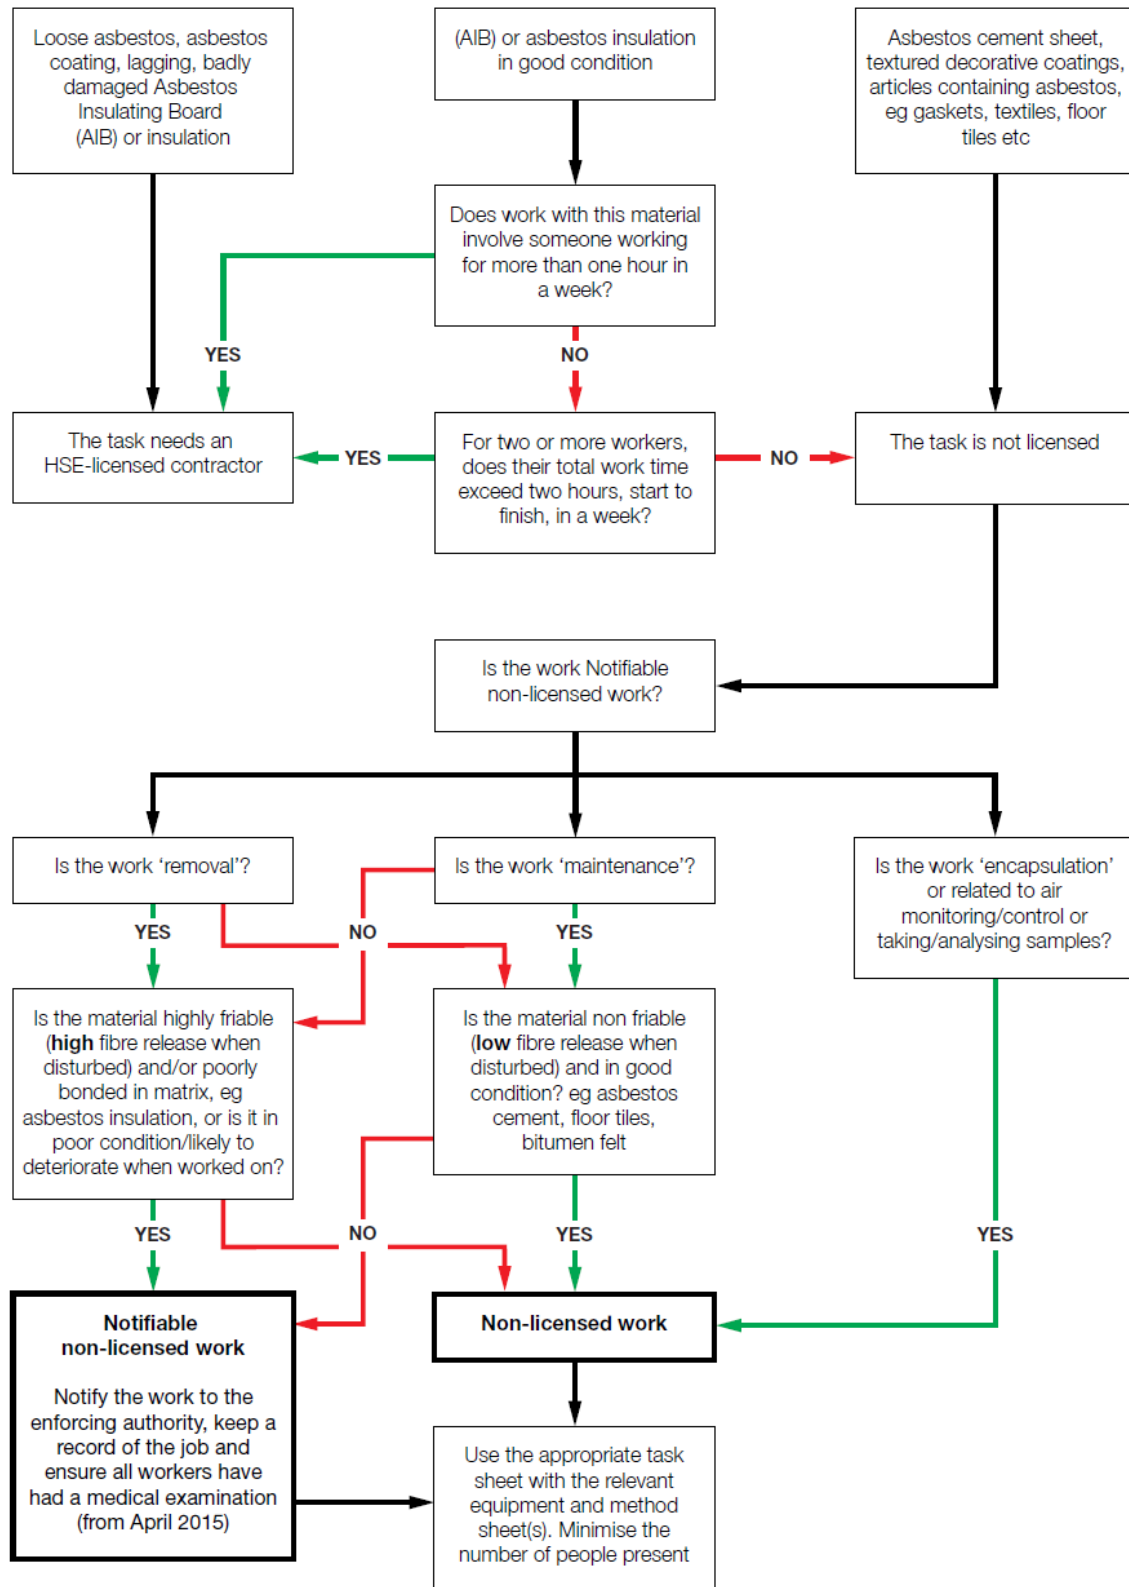 Loose asbestos, asbestos
coating, lagging, badly
damaged Asbestos
Insulating Board
(AIB) or insulation
(AIB) or asbestos insulation
in good condition
Asbestos cement sheet,
textured decorative coatings,
articles containing asbestos,
eg gaskets, textiles, floor
tiles etc
Does work with this material
involve someone working
for more than one hour in
a week?
YES
NO
The task needs an
HSE-licensed contractor
YES
For two or more workers,
does their total work time
exceed two hours, start to
finish, in a week?
NO
The task is not licensed
Is the work Notifiable
non-licensed work?
Is the work ‘removal’?
Is the work ‘maintenance’?
Is the work ‘encapsulation’
or related to air
monitoring/control or
taking/analysing samples?
YES
NO
YES
Is the material highly friable
(high fibre release when
disturbed) and/or poorly
bonded in matrix, eg
asbestos insulation, or is it in
poor condition/likely to
deteriorate when worked on?
Is the material non friable
(low fibre release when
disturbed) and in good
condition? eg asbestos
cement, floor tiles,
bitumen felt
YES
NO
YES
YES
Notifiable
non-licensed work
Notify the work to the
enforcing authority, keep a
record of the job and
ensure all workers have
had a medical examination
(from April 2015)
Non-licensed work
Use the appropriate task
sheet with the relevant
equipment and method
sheet(s). Minimise the
number of people present